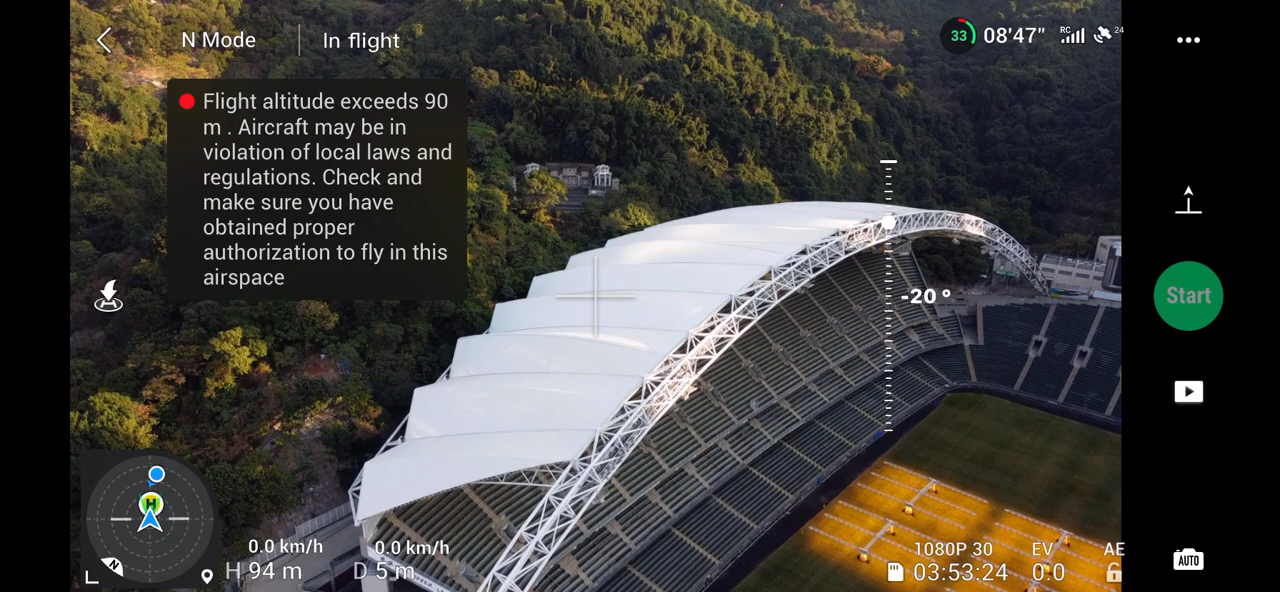 N Mode
In flight
33
08'47"
RC
24
Flight altitude exceeds 90
m . Aircraft may be in
violation of local laws and
regulations. Check and
make sure you have
obtained proper
authorization to fly in this
airspace
-20 °
Start
H
N
0.0 km/h
0.0 km/h
H 94 m
D 5 m
1080P 30
EV
AE
03:53:24
0.0
AUTO